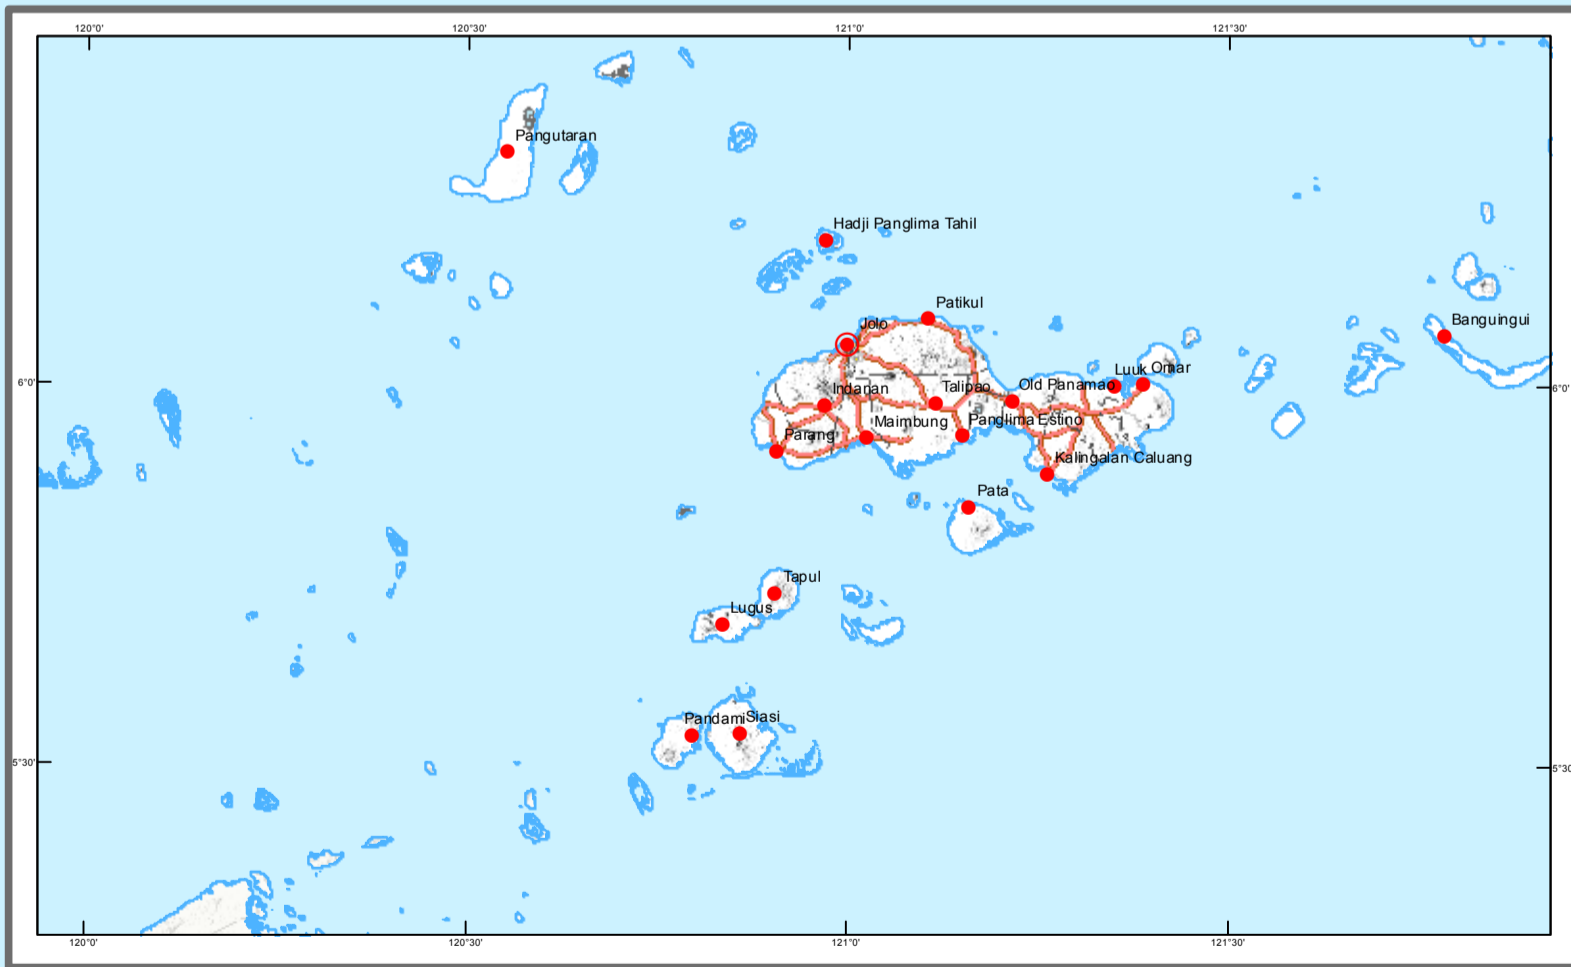 120°0'
120°30'
121°0'
121°30'
Pangutaran
Hadji Panglima Tahil
Patikul
Jolo
Banguingui
6°0'
6°0'
Luuk
Omar
Indanan
Talipao
Old Panamao
Maimbung
Panglima Estino
Parang
Kalingalan Caluang
Pata
Tapul
Lugus
Pandami
Siasi
5°30'
5°30
120°0'
120°30'
121°0'
121°30'